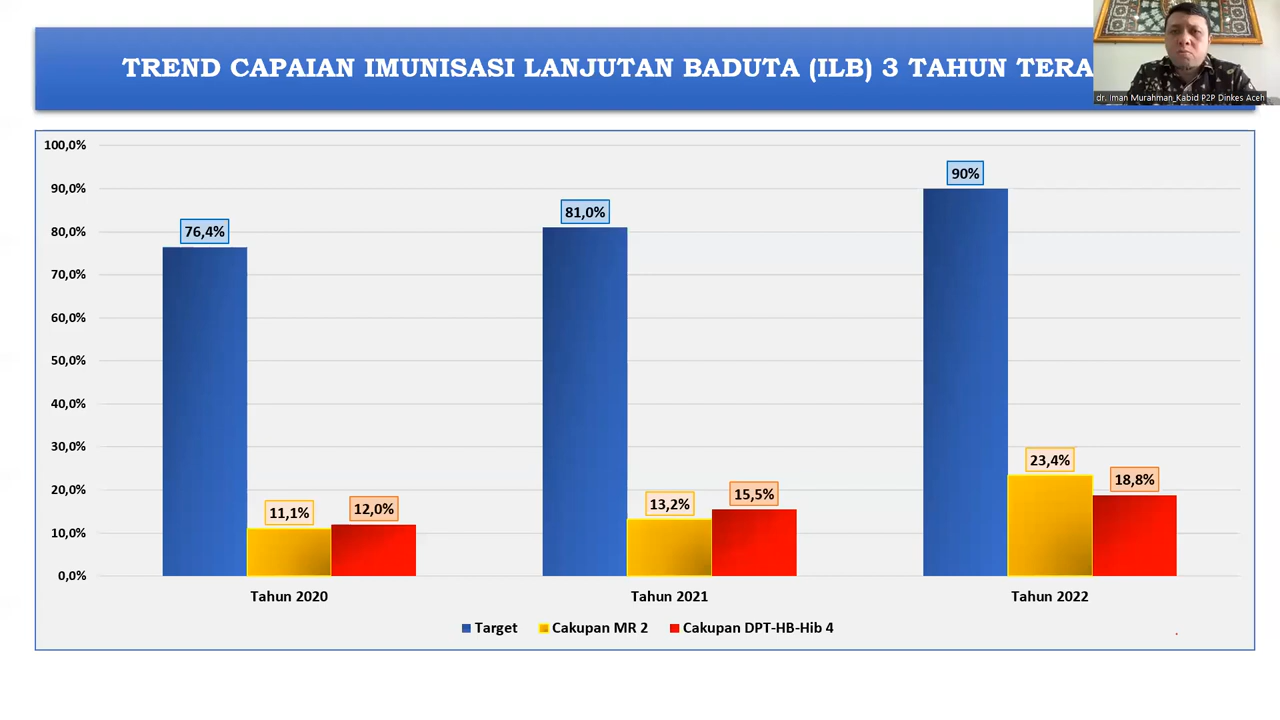 TREND CAPAIAN IMUNISASI LANJUTAN BADUTA (ILB) 3 TAHUN TERA
dr. Iman Murahman_Kabid P2P Dinkes Aceh
100,0%
90,0%
80,0%
70,0%
60,0%
50,0%
40,0%
30,0%
20,0%
10,0%
0,0%
76,4%
11,1%
12,0%
81,0%
13,2%
15,5%
90%
23,4%
18,8%
Tahun 2020
Tahun 2021
Tahun 2022
Target
Cakupan MR 2
Cakupan DPT-HB-Hib 4